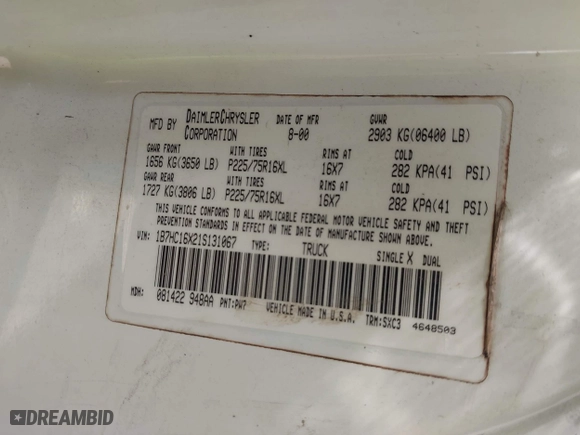 MFD BY DAIMLERCHRYSLER CORPORATION DATE OF MFR 8-00 GVWR 2903 KG(06400 LB)
GAWR FRONT WITH TIRES RIMS AT COLD
1656 KG(3650 LB) P225/75R16XL 16X7 282 KPA(41 PSI)
GAWR REAR WITH TIRES RIMS AT COLD
1727 KG(3806 LB) P225/75R16XL 16X7 282 KPA(41 PSI)
THIS VEHICLE CONFORMS TO ALL APPLICABLE FEDERAL MOTOR VEHICLE SAFETY AND THEFT
PREVENTION STANDARDS IN EFFECT ON THE DATE OF MANUFACTURE SHOWN ABOVE.
VIN: 1B7HC16X21S131067 TYPE: TRUCK SINGLE X DUAL
MDH: 081422 948AA PNT:PW7 VEHICLE MADE IN U.S.A. TRM:SXC3 4648503
DREAMBID